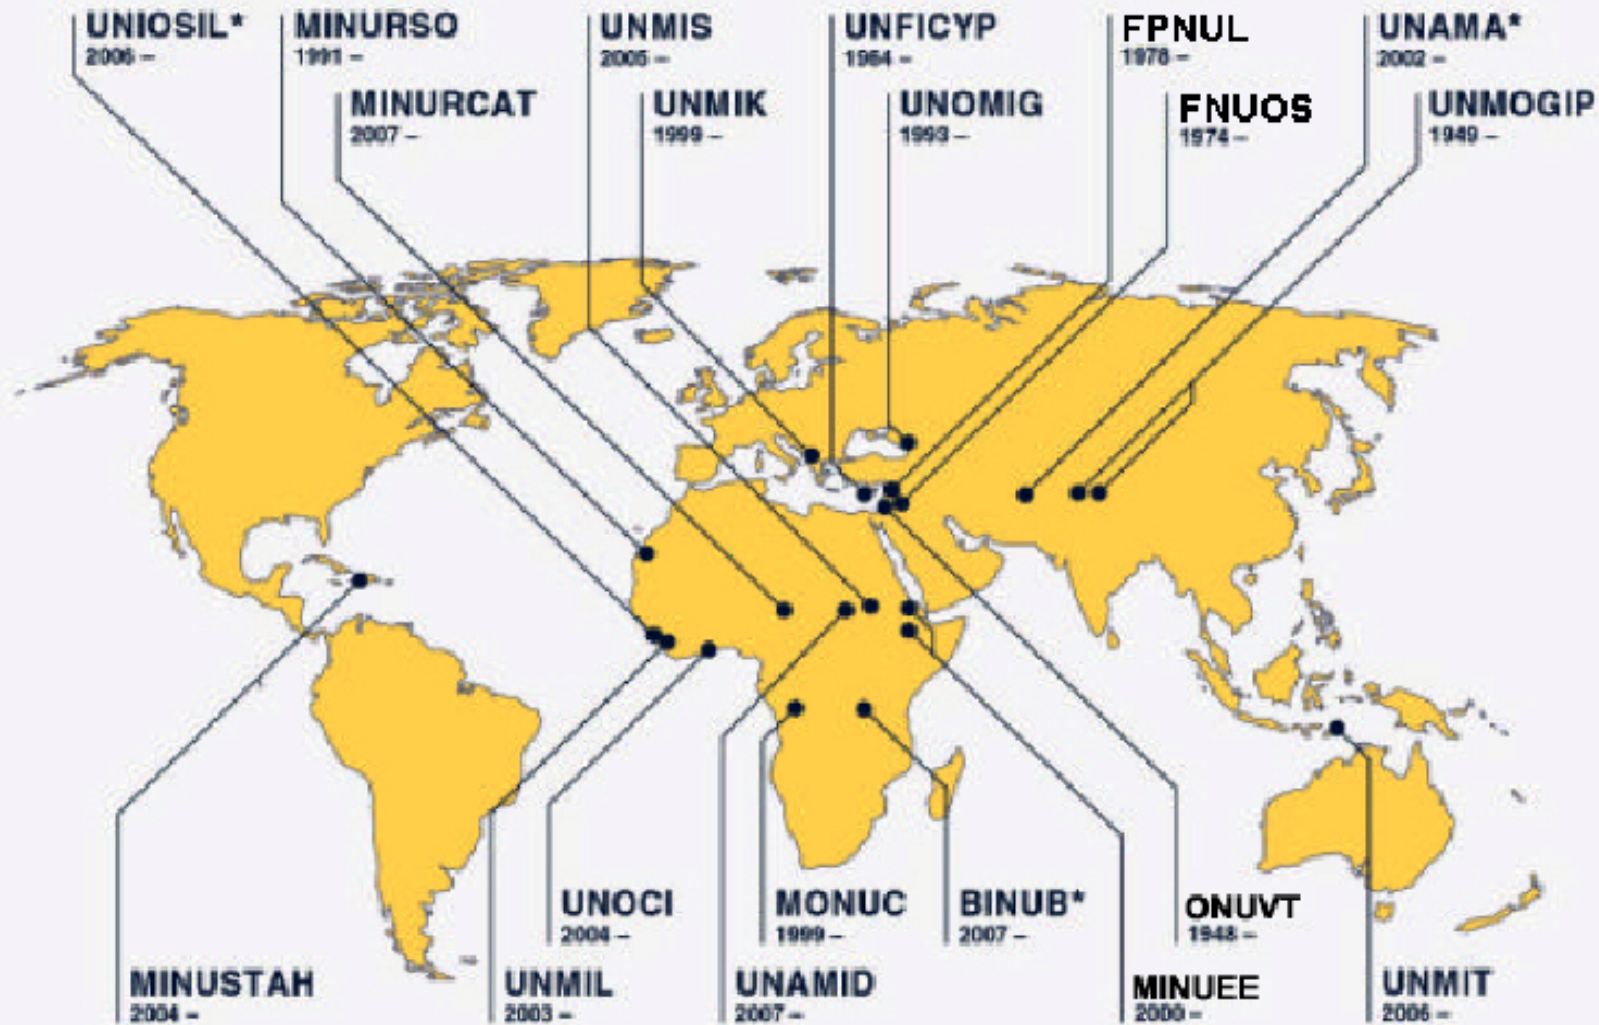 UNIOSIL*
2006 –
MINURSO
1991 –
UNMIS
2005 –
UNFICYP
1964 –
FPNUL
1978 –
UNAMA*
2002 –
MINURCAT
2007 –
UNMIK
1999 –
UNOMIG
1993 –
FNUOS
1974 –
UNMOGIP
1949 –
UNOCI
2004 –
MONUC
1999 –
BINUB*
2007 –
ONUVT
1948 –
MINUSTAH
2004 –
UNMIL
2003 –
UNAMID
2007 –
MINUEE
2000 –
UNMIT
2006 –